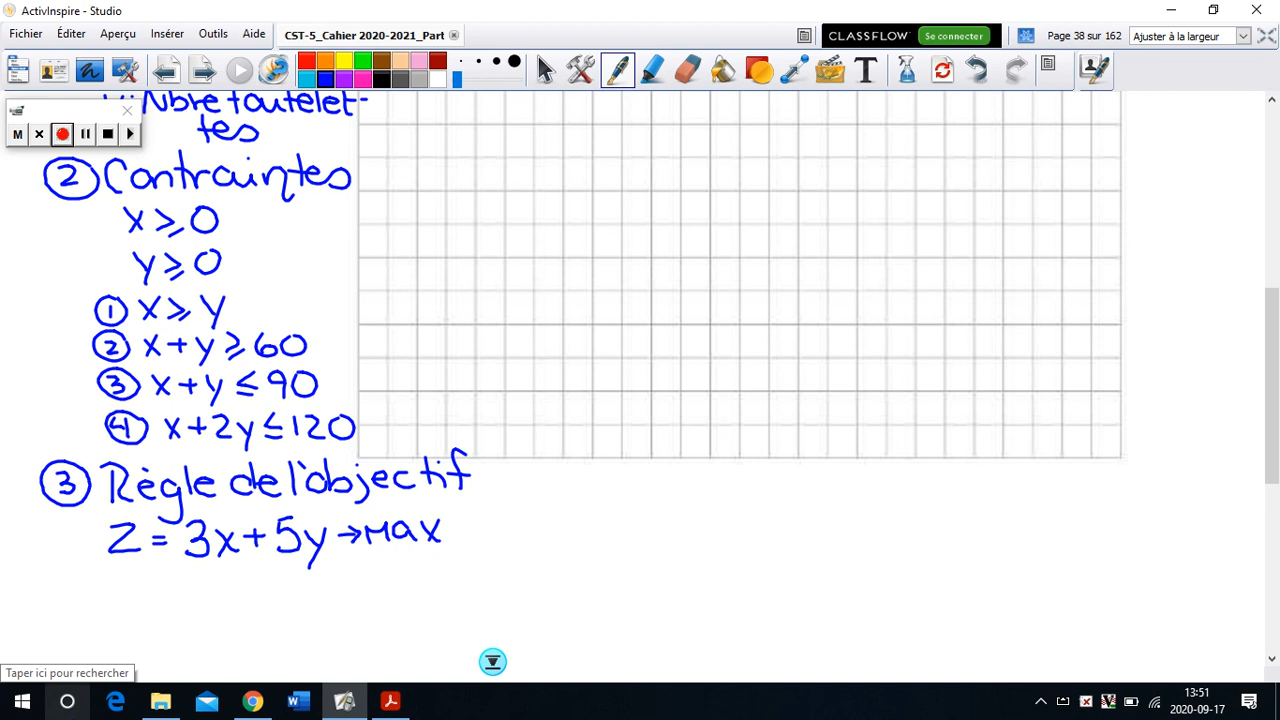 ActivInspire - Studio
Fichier Éditer Aperçu Insérer Outils Aide CST-5_Cahier 2020-2021_Part CLASSFLOW Se connecter Page 38 sur 162 Ajuster à la largeur
T
M
Nbre toutelet-
tes
② Contraintes
x ≥ 0
y ≥ 0
① x ≥ y
② x + y ≥ 60
③ x + y ≤ 90
④ x + 2y ≤ 120
③ Règle de l'objectif
Z = 3x + 5y → Max
Taper ici pour rechercher
13:51
2020-09-17